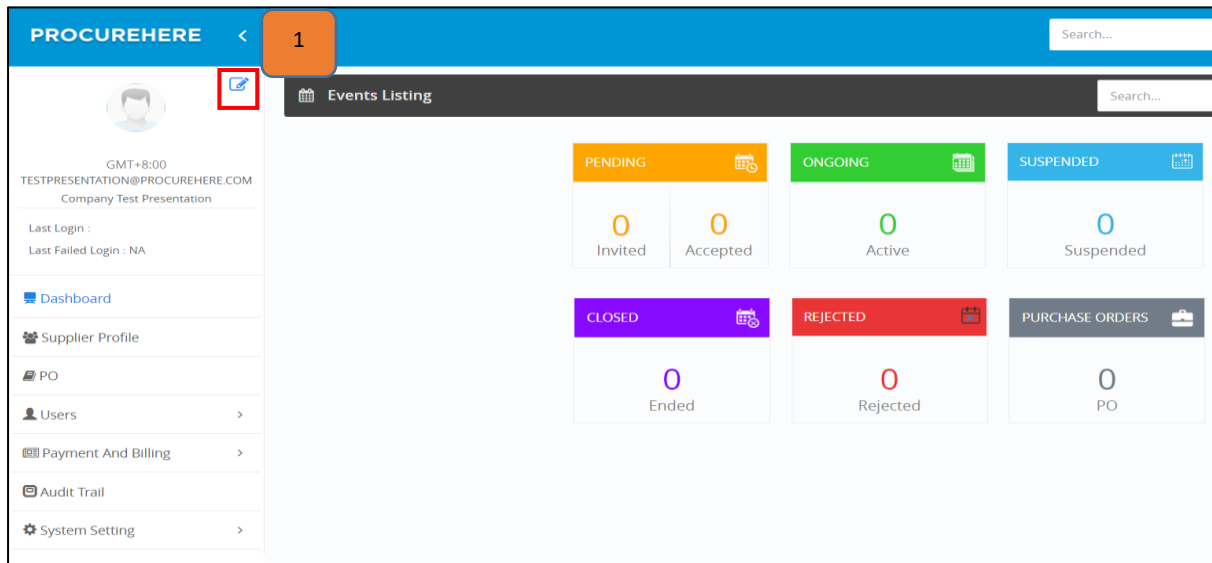 PROCUREHERE <
1
Search...
Events Listing
Search...
GMT+8:00
TESTPRESENTATION@PROCUREHERE.COM
Company Test Presentation
Last Login :
Last Failed Login : NA
Dashboard
Supplier Profile
PO
Users >
Payment And Billing >
Audit Trail
System Setting >
PENDING
0 0
Invited Accepted
ONGOING
0
Active
SUSPENDED
0
Suspended
CLOSED
0
Ended
REJECTED
0
Rejected
PURCHASE ORDERS
0
PO